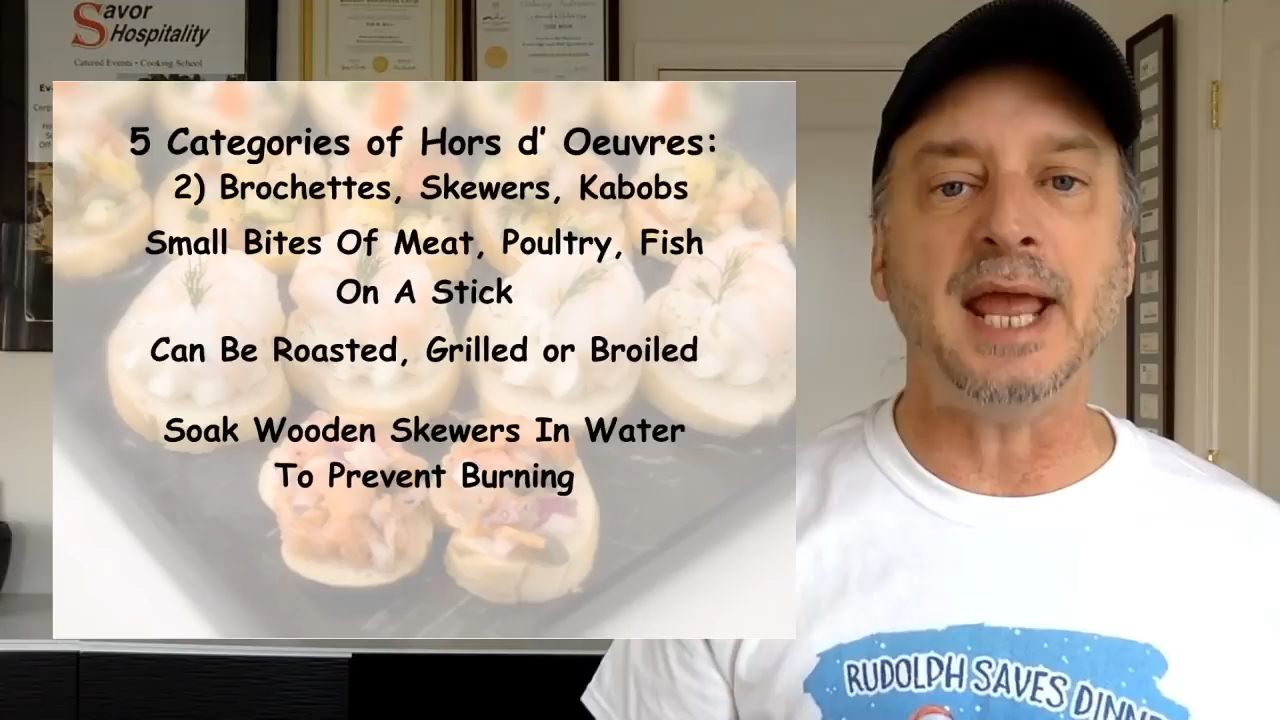 Savor
Hospitality
Catered Events • Cooking School
5 Categories of Hors d' Oeuvres:
2) Brochettes, Skewers, Kabobs
Small Bites Of Meat, Poultry, Fish
On A Stick
Can Be Roasted, Grilled or Broiled
Soak Wooden Skewers In Water
To Prevent Burning
RUDOLPH SAVES